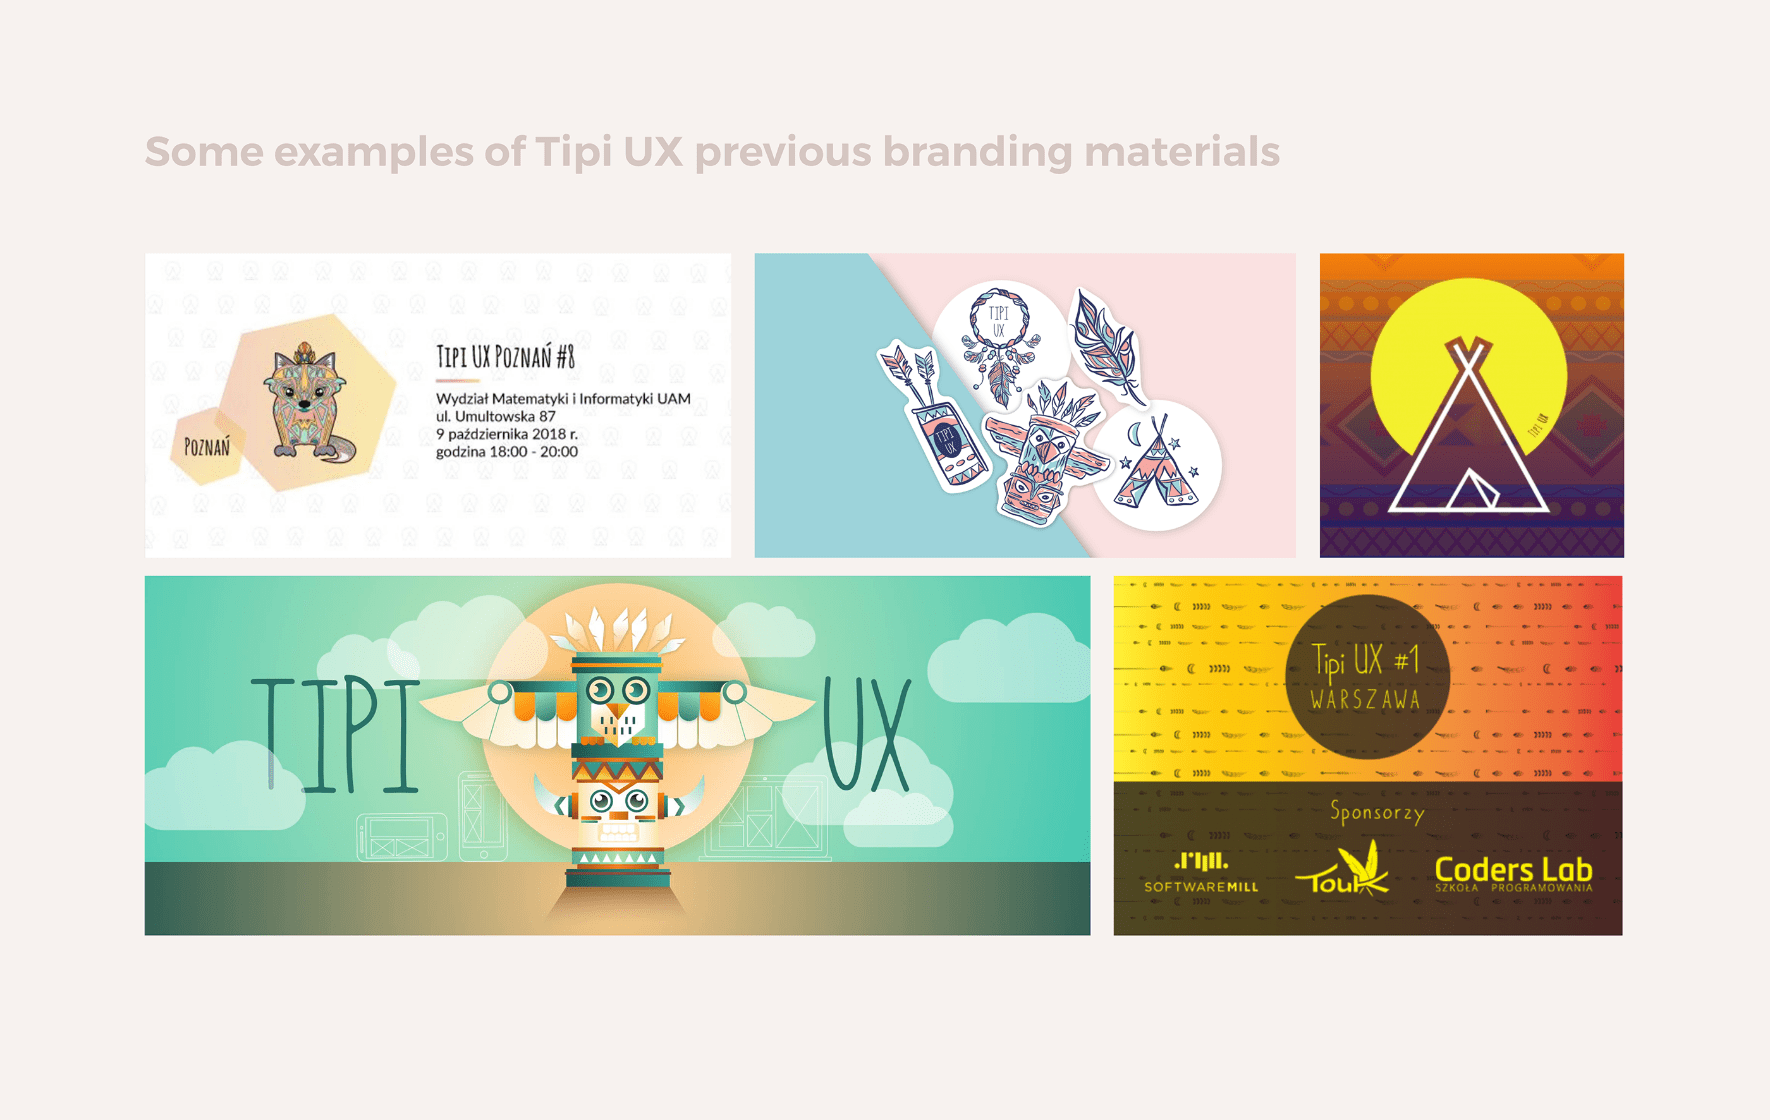 Some examples of Tipi UX previous branding materials
POZNAŃ
TIPI UX POZNAŃ #8
Wydział Matematyki i Informatyki UAM
ul. Umultowska 87
9 października 2018 r.
godzina 18:00 - 20:00
TIPI
UX
TIPI
UX
TIPI UX
TIPI UX
Tipi UX #1
WARSZAWA
Sponsorzy
SOFTWAREMILL
Touk
Coders Lab
SZKOŁA PROGRAMOWANIA